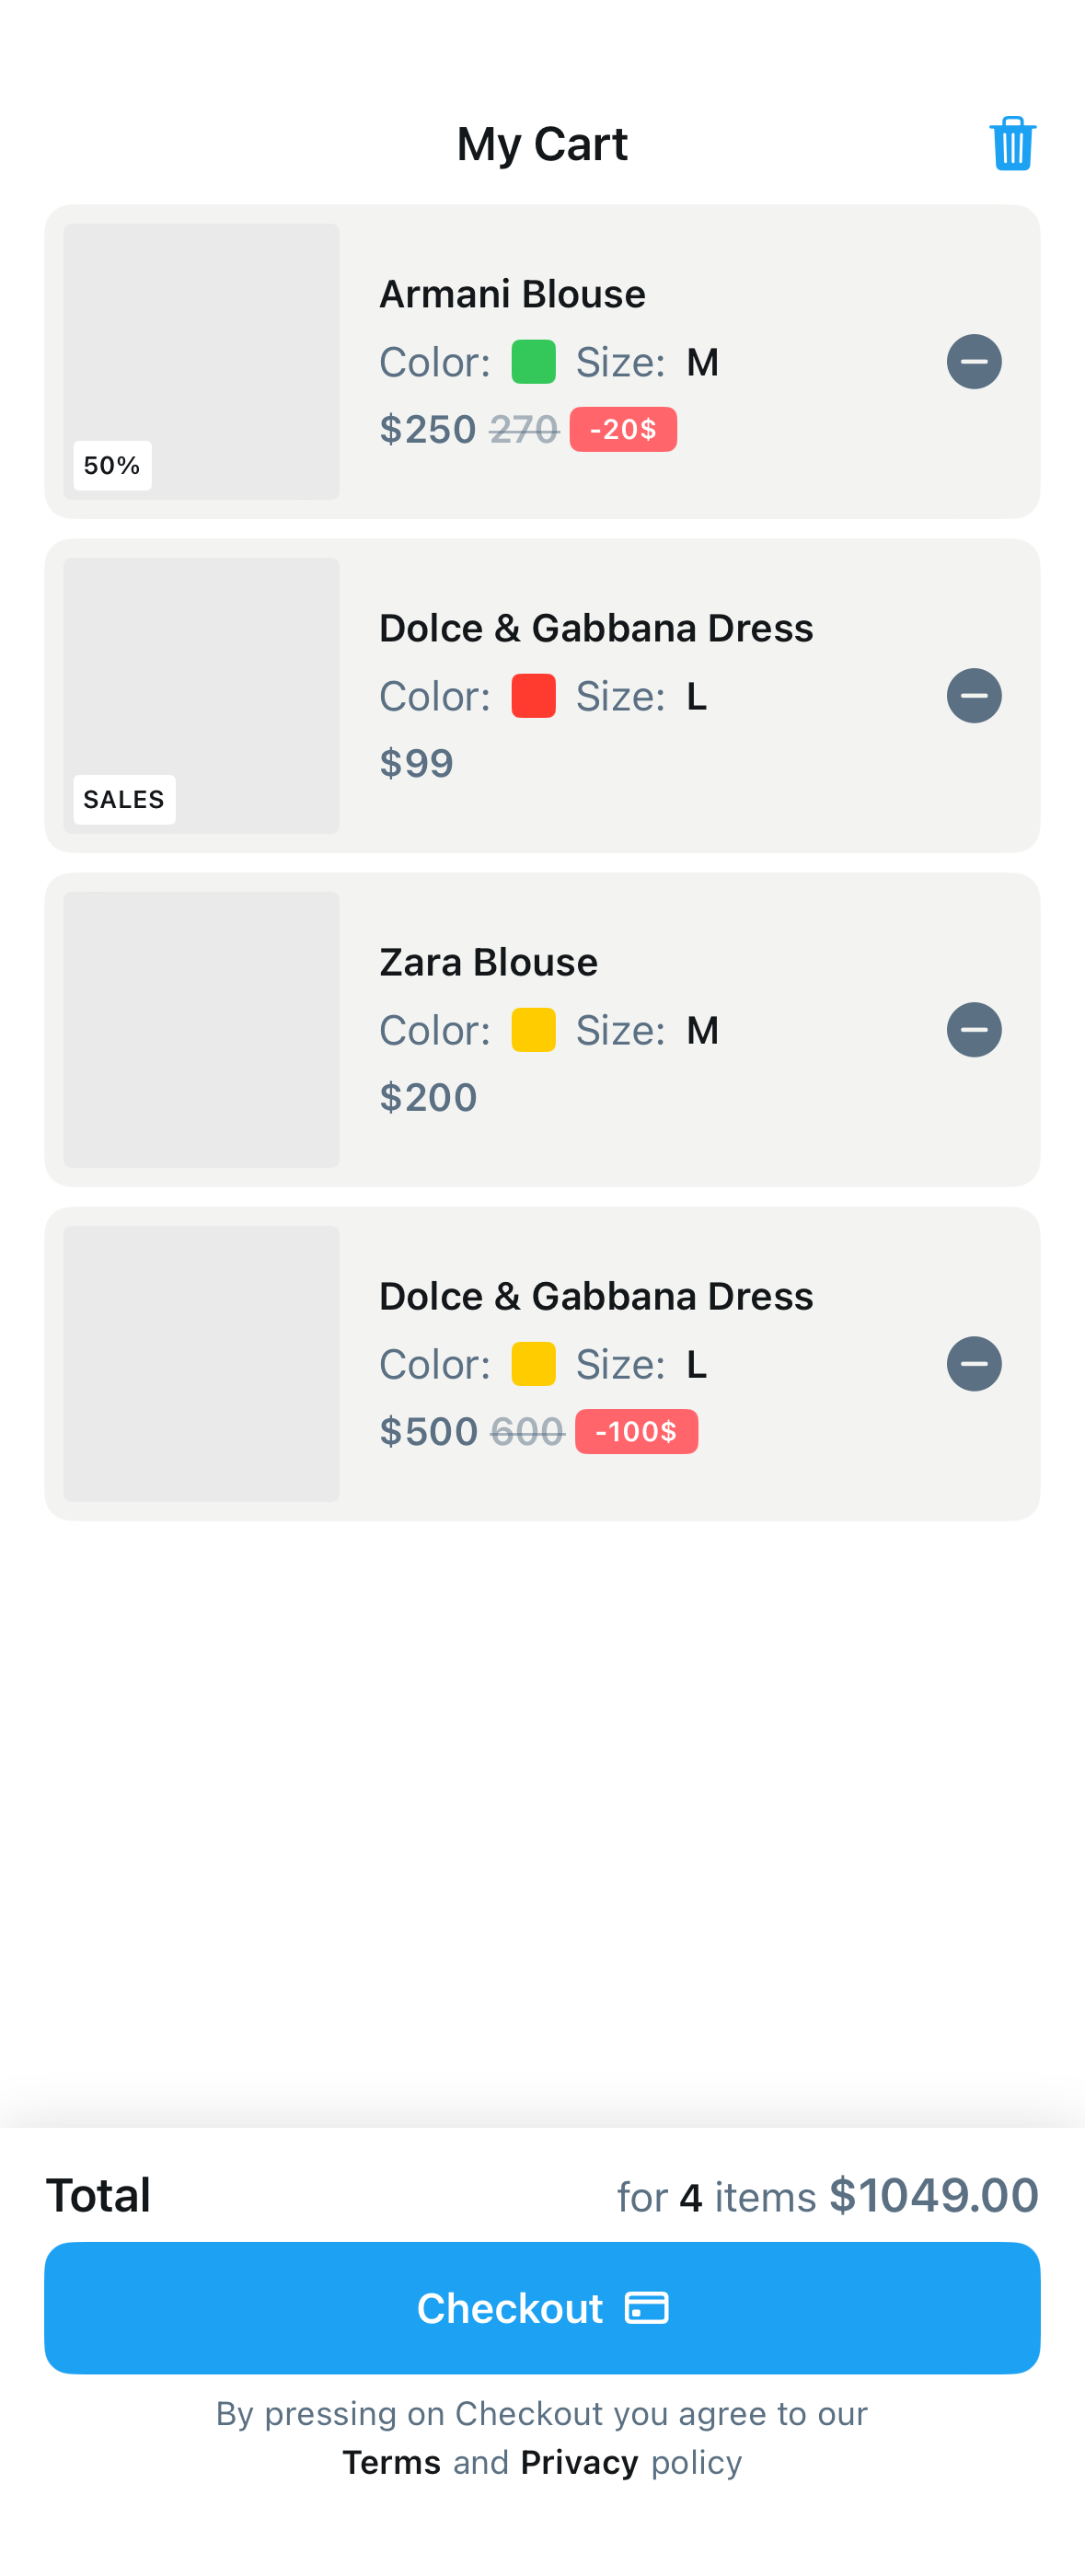 My Cart
Armani Blouse
Color: Size: M
$250 270 -20$
50%
Dolce & Gabbana Dress
Color: Size: L
$99
SALES
Zara Blouse
Color: Size: M
$200
Dolce & Gabbana Dress
Color: Size: L
$500 600 -100$
Total for 4 items $1049.00
Checkout
By pressing on Checkout you agree to our
Terms and Privacy policy